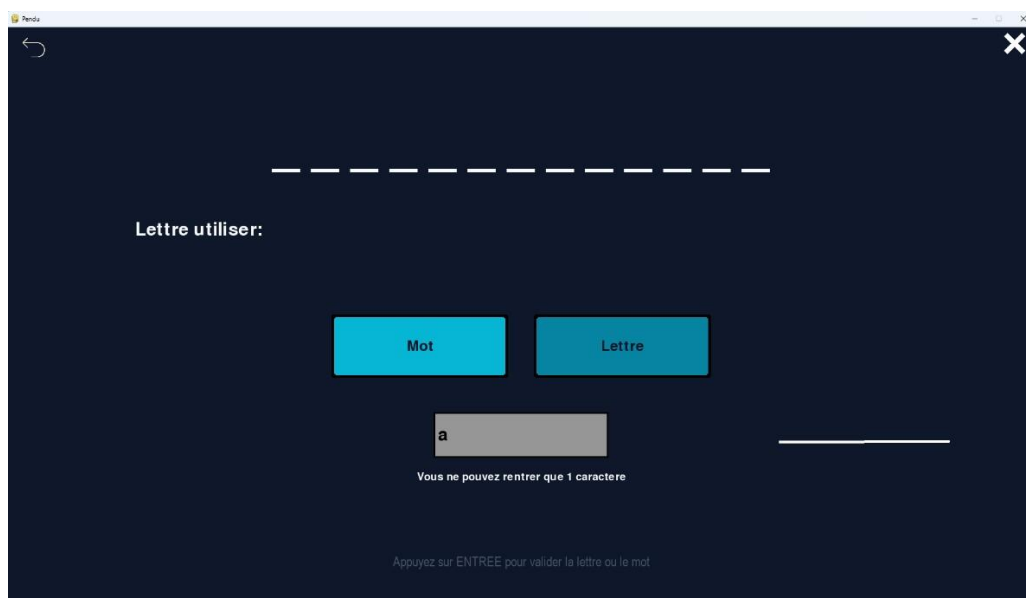 Pendu
Lettre utiliser:
Mot
Lettre
a
Vous ne pouvez rentrer que 1 caractere
Appuyez sur ENTREE pour valider la lettre ou le mot